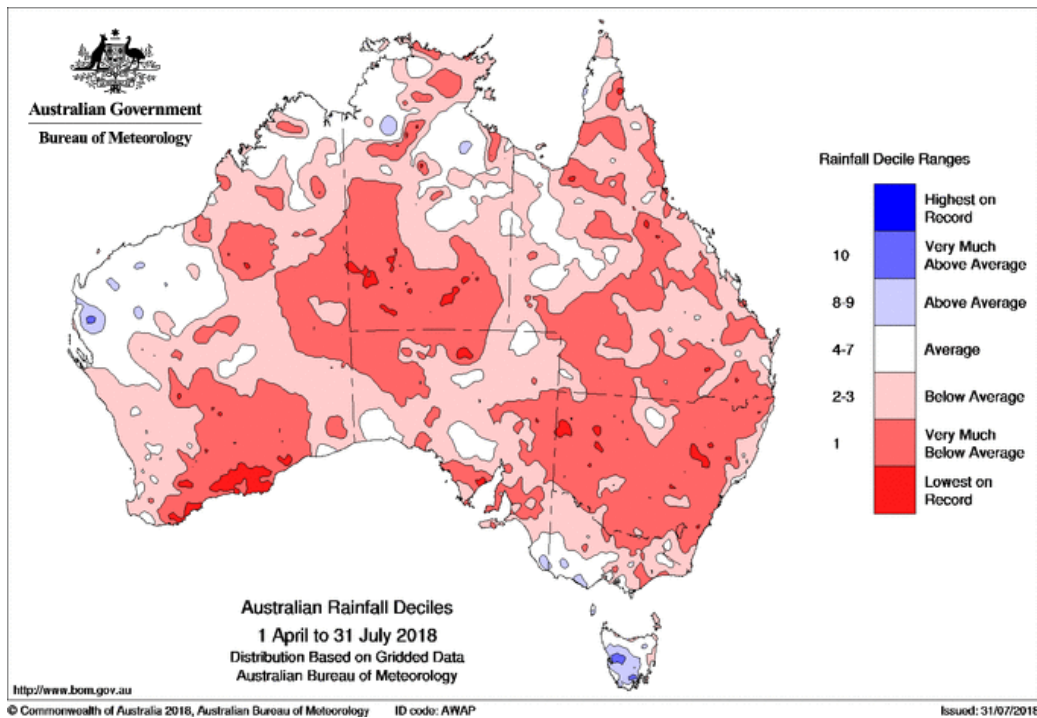 Australian Government
Bureau of Meteorology
Rainfall Decile Ranges
Highest on
Record
10
Very Much
Above Average
8-9
Above Average
4-7
Average
2-3
Below Average
1
Very Much
Below Average
Lowest on
Record
Australian Rainfall Deciles
1 April to 31 July 2018
Distribution Based on Gridded Data
Australian Bureau of Meteorology
http://www.bom.gov.au
© Commonwealth of Australia 2018, Australian Bureau of Meteorology ID code: AWAP Issued: 31/07/2018